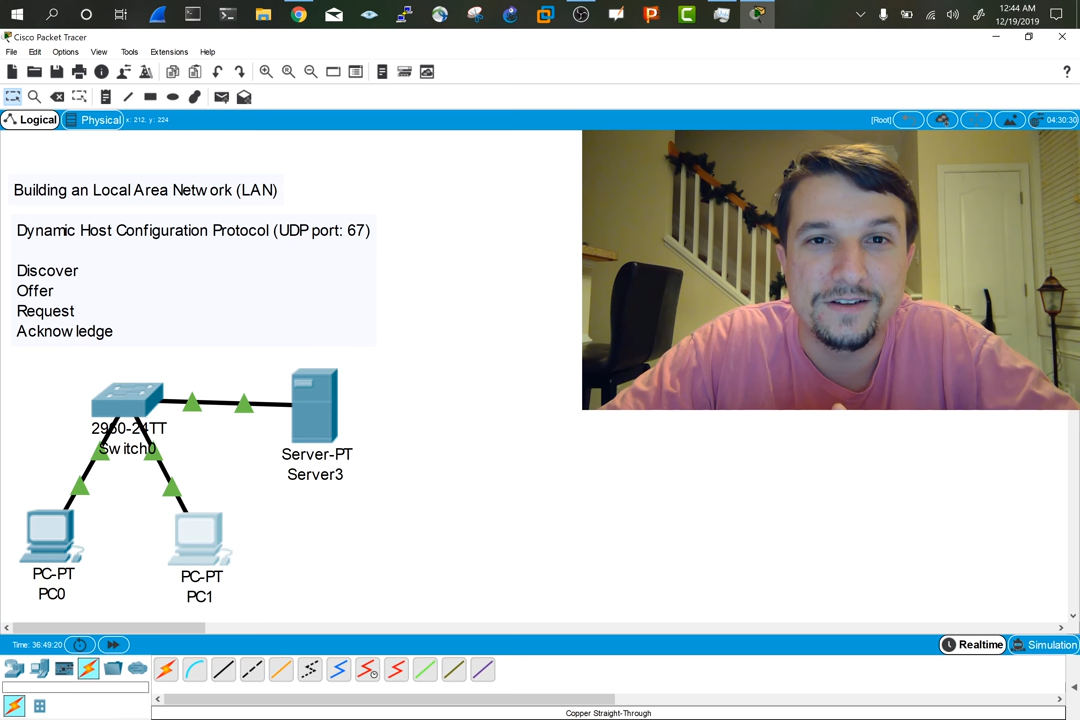 12:44 AM
12/19/2019
Cisco Packet Tracer
File Edit Options View Tools Extensions Help
?
Logical Physical x: 212, y: 224 [Root] 04:30:30
Building an Local Area Network (LAN)
Dynamic Host Configuration Protocol (UDP port: 67)
Discover
Offer
Request
Acknowledge
2950-24TT
Switch0
Server-PT
Server3
PC-PT
PC0
PC-PT
PC1
Time: 36:49:20 Realtime Simulation
Copper Straight-Through